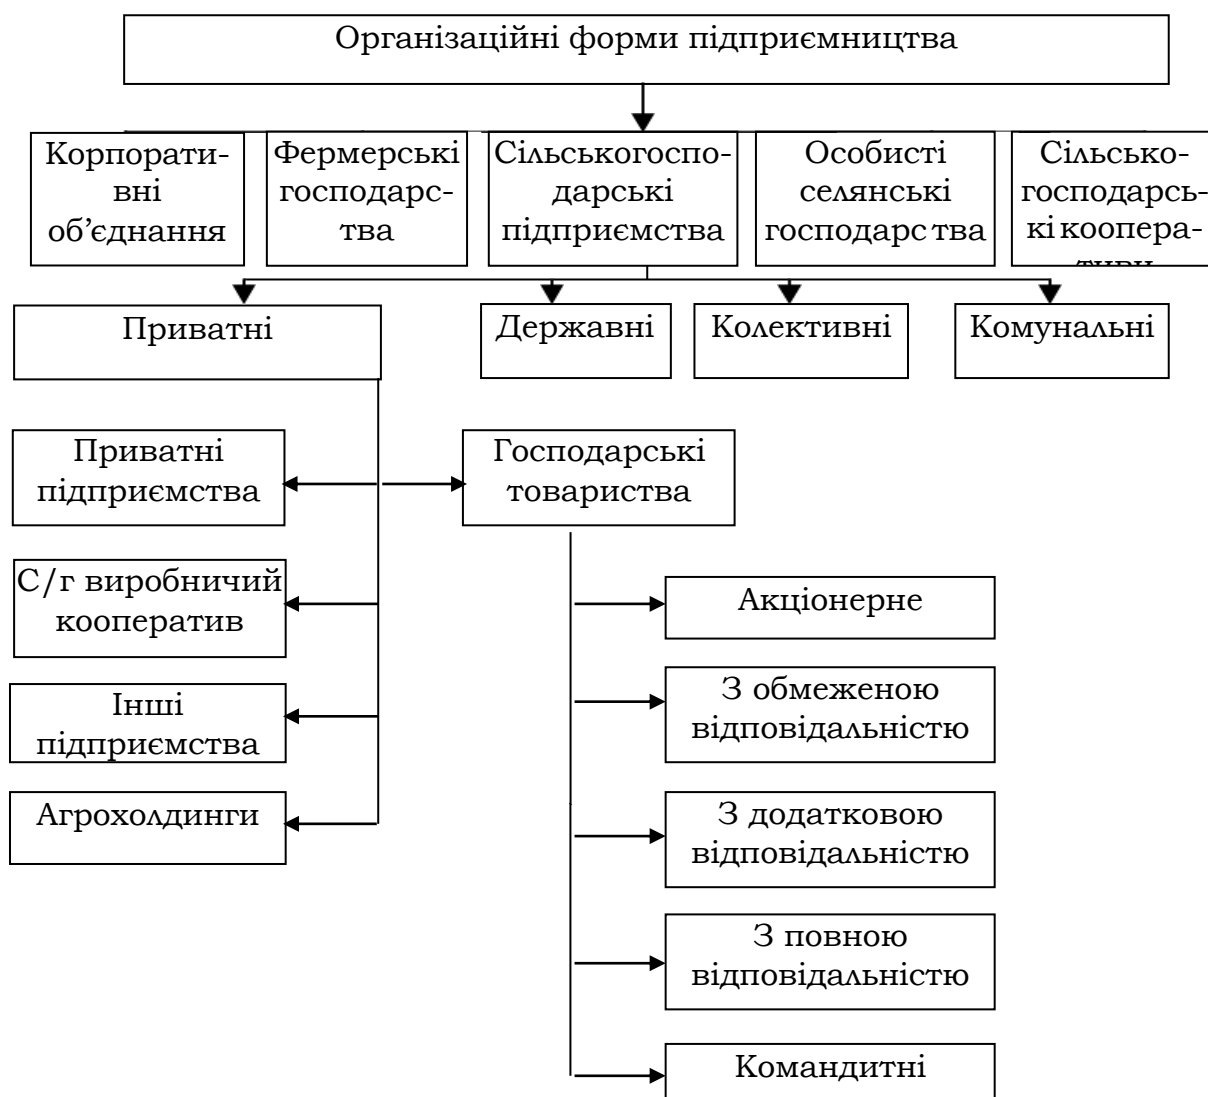 Організаційні форми підприємництва
Корпорати-
вні
об’єднання
Фермерські
господарс-
тва
Сільськогоспо-
дарські
підприємства
Особисті
селянські
господарства
Сільсько-
господарсь-
кі коопера-
тиви
Приватні
Державні
Колективні
Комунальні
Приватні
підприємства
Господарські
товариства
С/г виробничий
кооператив
Інші
підприємства
Агрохолдинги
Акціонерне
З обмеженою
відповідальністю
З додатковою
відповідальністю
З повною
відповідальністю
Командитні